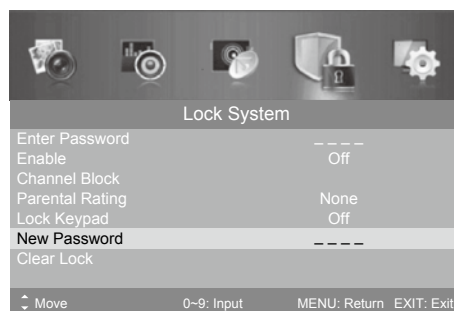 Lock System
Enter Password _ _ _ _
Enable Off
Channel Block
Parental Rating None
Lock Keypad Off
New Password _ _ _ _
Clear Lock
Move 0~9: Input MENU: Return EXIT: Exit